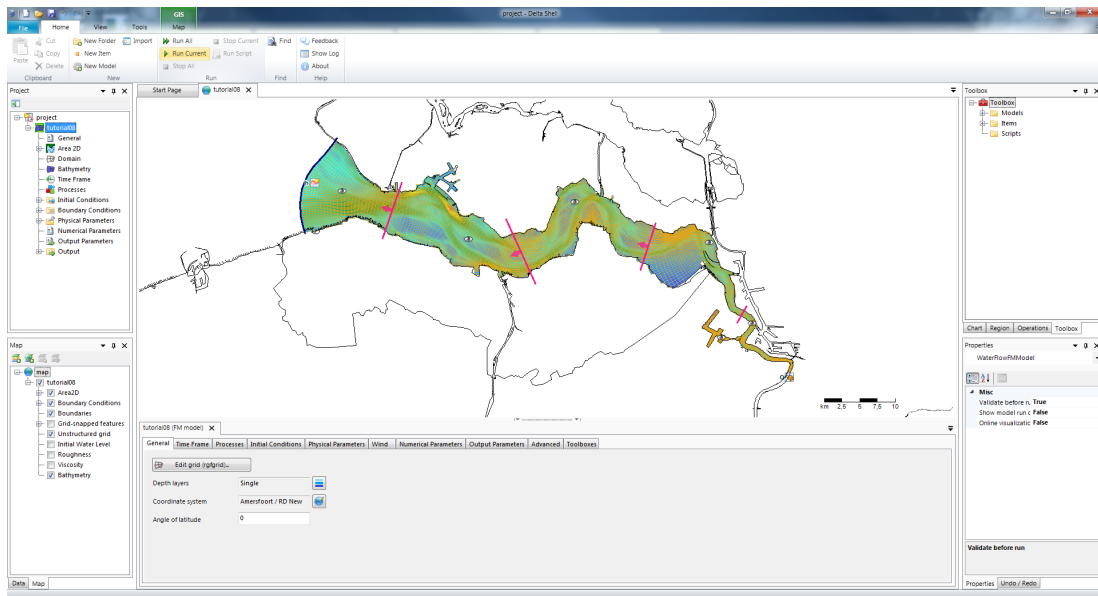 project - Delta Shell
GIS
File Home View Tools Map
Paste
Cut
Copy
Delete
Clipboard
New Folder Import
New Item
New Model
New
Run All Stop Current
Run Current Run Script
Stop All
Run
Find
Find
Feedback
Show Log
About
Help
Project
project
tutorial08
General
Area 2D
Domain
Bathymetry
Time Frame
Processes
Initial Conditions
Boundary Conditions
Physical Parameters
Numerical Parameters
Output Parameters
Output
Map
map
tutorial08
Area2D
Boundary Conditions
Boundaries
Grid-snapped features
Unstructured grid
Initial Water Level
Roughness
Viscosity
Bathymetry
Data Map
Start Page tutorial08
km 2,5 5 7,5 10
tutorial08 (FM model)
General Time Frame Processes Initial Conditions Physical Parameters Wind Numerical Parameters Output Parameters Advanced Toolboxes
Edit grid (rgfgrid)...
Depth layers Single
Coordinate system Amersfoort / RD New
Angle of latitude 0
Toolbox
Toolbox
Models
Items
Scripts
Chart Region Operations Toolbox
Properties
WaterFlowFMModel
Misc
Validate before r, True
Show model run c False
Online visualizatic False
Validate before run
Properties Undo / Redo